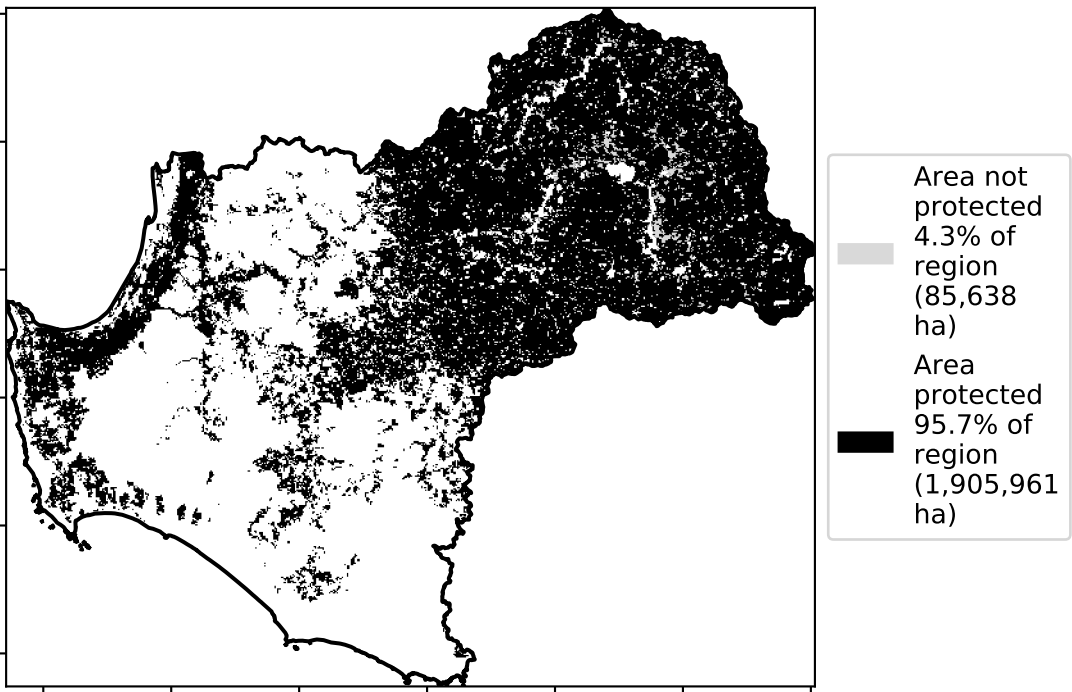 Area not
protected
4.3% of
region
(85,638
ha)
Area
protected
95.7% of
region
(1,905,961
ha)